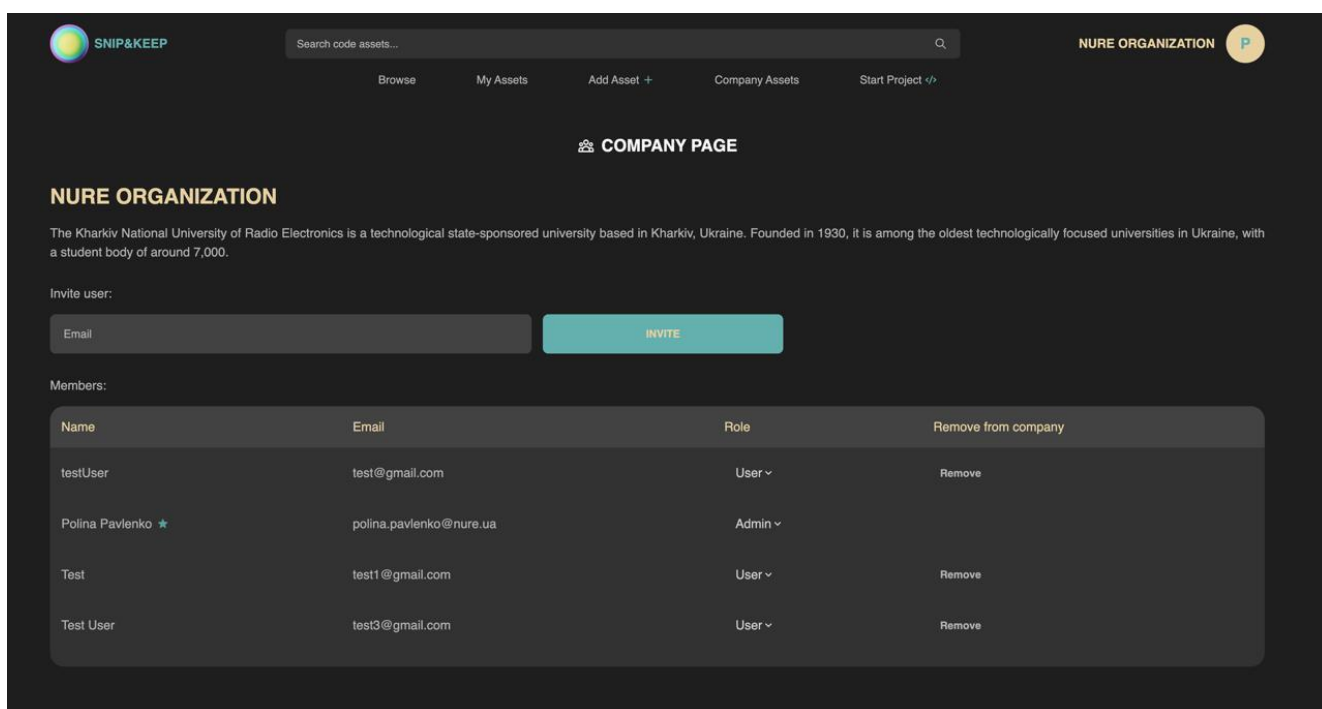 SNIP&KEEP
Search code assets...
NURE ORGANIZATION P
Browse My Assets Add Asset + Company Assets Start Project </>
COMPANY PAGE
NURE ORGANIZATION
The Kharkiv National University of Radio Electronics is a technological state-sponsored university based in Kharkiv, Ukraine. Founded in 1930, it is among the oldest technologically focused universities in Ukraine, with
a student body of around 7,000.
Invite user:
Email INVITE
Members:
Name Email Role Remove from company
testUser test@gmail.com User Remove
Polina Pavlenko polina.pavlenko@nure.ua Admin
Test test1@gmail.com User Remove
Test User test3@gmail.com User Remove